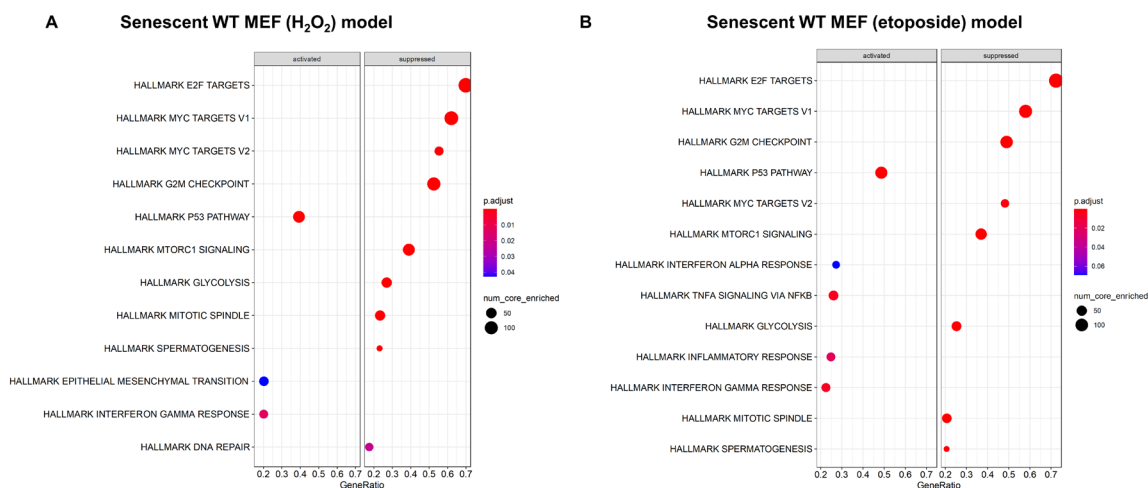 A
Senescent WT MEF (H₂O₂) model
activated
suppressed
HALLMARK E2F TARGETS
HALLMARK MYC TARGETS V1
HALLMARK MYC TARGETS V2
HALLMARK G2M CHECKPOINT
HALLMARK P53 PATHWAY
HALLMARK MTORC1 SIGNALING
HALLMARK GLYCOLYSIS
HALLMARK MITOTIC SPINDLE
HALLMARK SPERMATOGENESIS
HALLMARK EPITHELIAL MESENCHYMAL TRANSITION
HALLMARK INTERFERON GAMMA RESPONSE
HALLMARK DNA REPAIR
0.2 0.3 0.4 0.5 0.6 0.7 0.2 0.3 0.4 0.5 0.6 0.7
GeneRatio
p.adjust
0.01
0.02
0.03
0.04
num_core_enriched
50
100
B
Senescent WT MEF (etoposide) model
activated
suppressed
HALLMARK E2F TARGETS
HALLMARK MYC TARGETS V1
HALLMARK G2M CHECKPOINT
HALLMARK P53 PATHWAY
HALLMARK MYC TARGETS V2
HALLMARK MTORC1 SIGNALING
HALLMARK INTERFERON ALPHA RESPONSE
HALLMARK TNFA SIGNALING VIA NFKB
HALLMARK GLYCOLYSIS
HALLMARK INFLAMMATORY RESPONSE
HALLMARK INTERFERON GAMMA RESPONSE
HALLMARK MITOTIC SPINDLE
HALLMARK SPERMATOGENESIS
0.2 0.3 0.4 0.5 0.6 0.7 0.2 0.3 0.4 0.5 0.6 0.7
GeneRatio
p.adjust
0.02
0.04
0.06
num_core_enriched
50
100